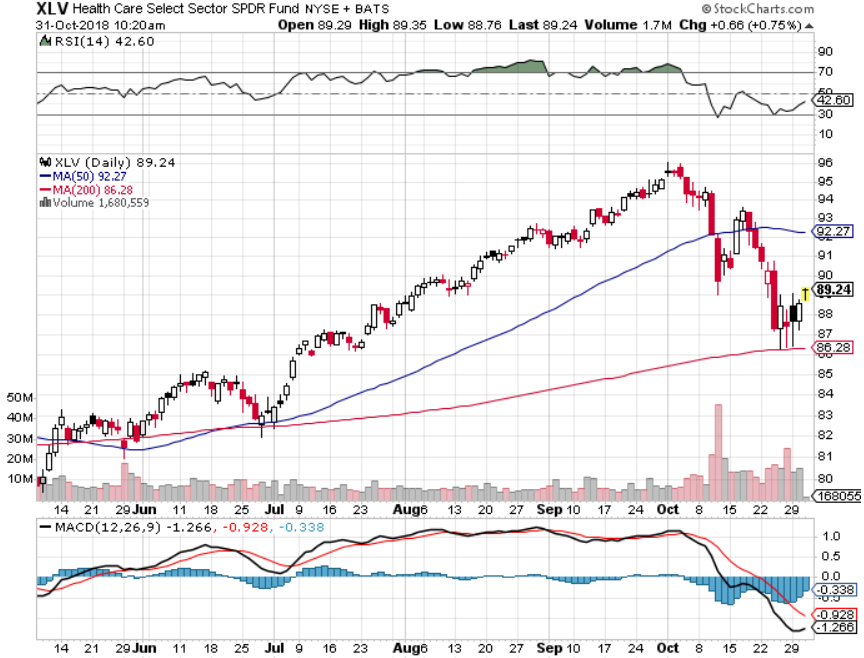 XLV Health Care Select Sector SPDR Fund NYSE + BATS © StockCharts.com
31-Oct-2018 10:20am Open 89.29 High 89.35 Low 88.76 Last 89.24 Volume 1.7M Chg +0.66 (+0.75%)
RSI(14) 42.60
90
70
50
42.60
30
10
XLV (Daily) 89.24
MA(50) 92.27
MA(200) 86.28
Volume 1,680,559
96
95
94
93
92.27
92
91
90
89.24
89
88
87
86.28
86
85
84
50M 83
40M
30M 82
20M 81
10M 80
168055
14 21 29 Jun 11 18 25 Jul 9 16 23 Aug 6 13 20 27 Sep 10 17 24 Oct 8 15 22 29
MACD(12,26,9) -1.266, -0.928, -0.338
1.0
0.5
0.0
-0.338
-0.5
-0.928
-1.266
14 21 29 Jun 11 18 25 Jul 9 16 23 Aug 6 13 20 27 Sep 10 17 24 Oct 8 15 22 29